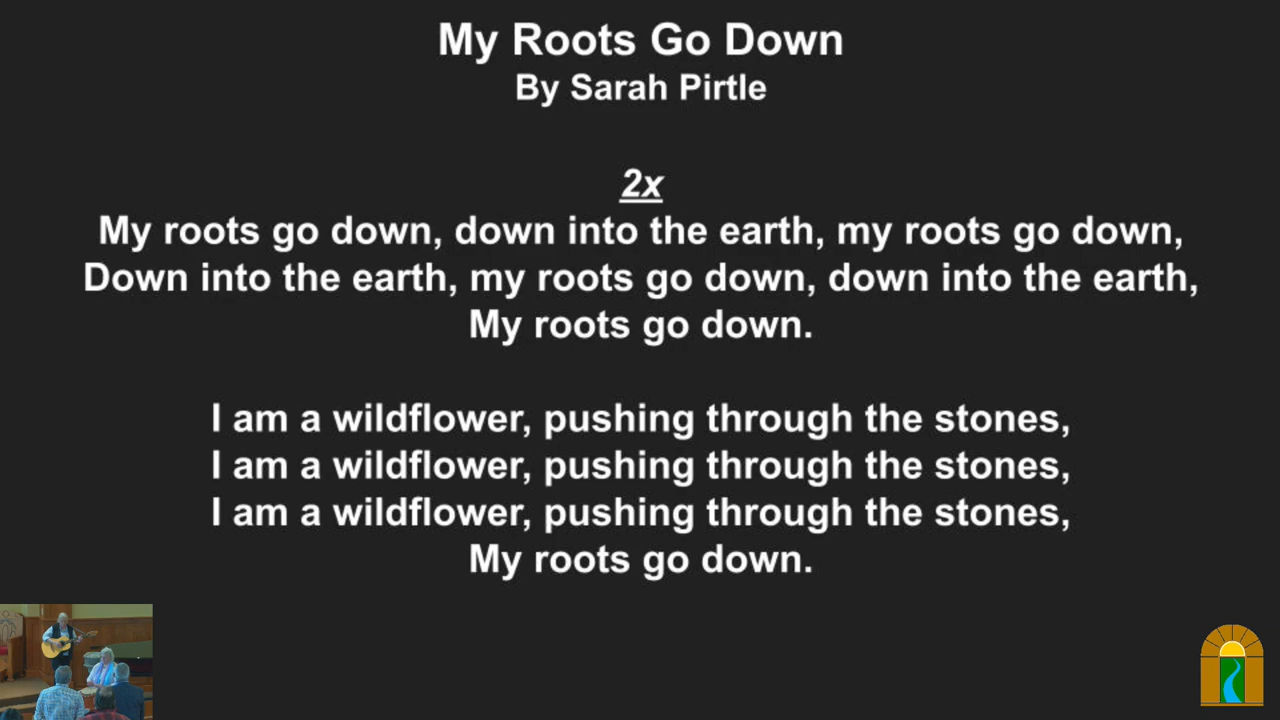 My Roots Go Down
By Sarah Pirtle
2x
My roots go down, down into the earth, my roots go down,
Down into the earth, my roots go down, down into the earth,
My roots go down.
I am a wildflower, pushing through the stones,
I am a wildflower, pushing through the stones,
I am a wildflower, pushing through the stones,
My roots go down.